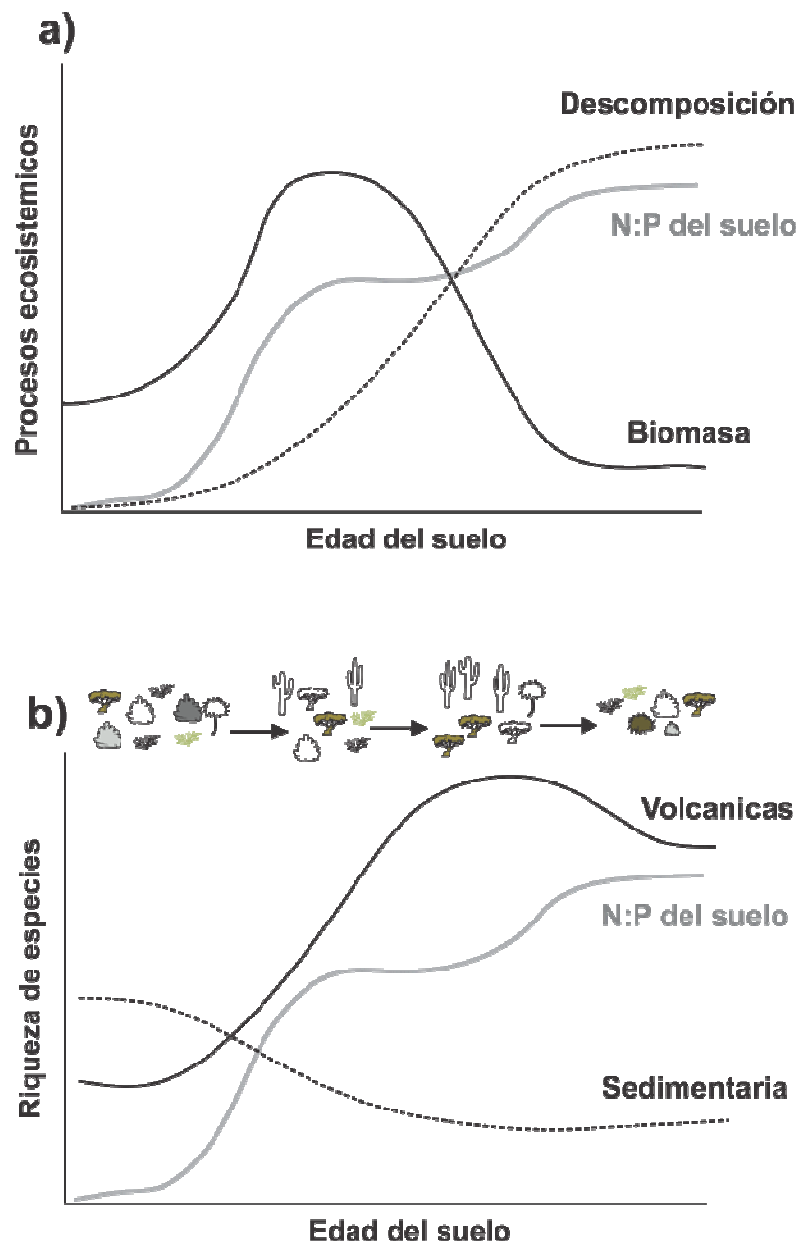 a)
Descomposición
N:P del suelo
Biomasa
Procesos ecosistemicos
Edad del suelo
b)
Volcanicas
N:P del suelo
Sedimentaria
Riqueza de especies
Edad del suelo